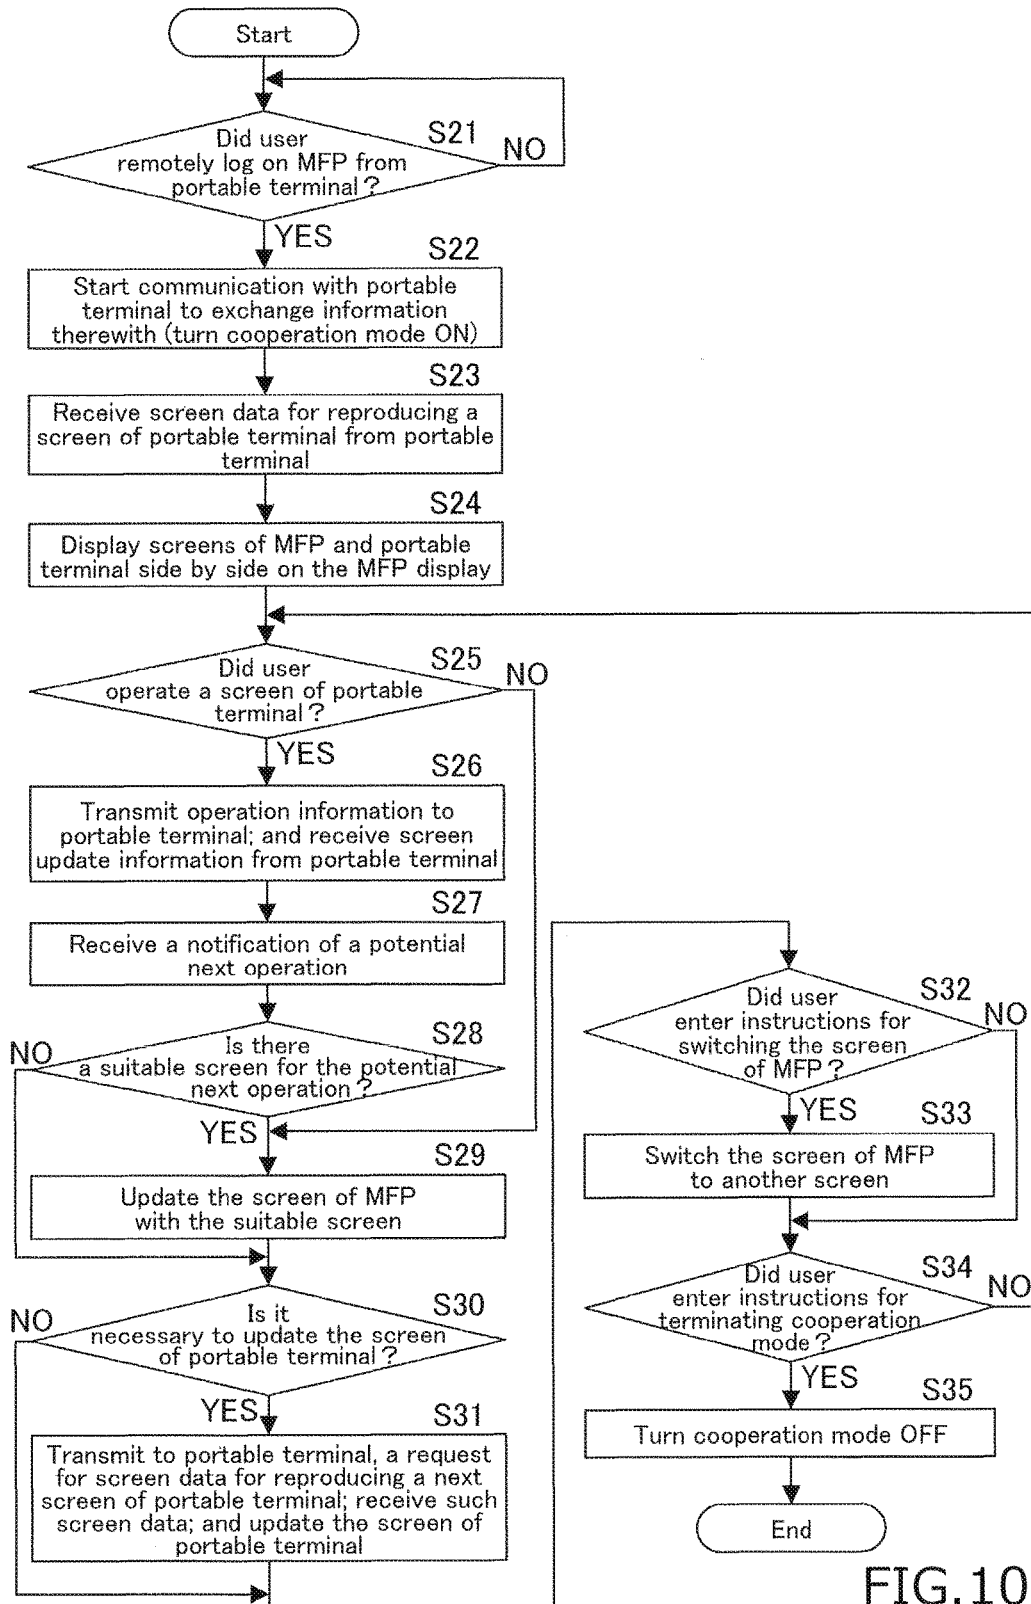 Start
S21
Did user
remotely log on MFP from
portable terminal?
NO
YES
S22
Start communication with portable
terminal to exchange information
therewith (turn cooperation mode ON)
S23
Receive screen data for reproducing a
screen of portable terminal from portable
terminal
S24
Display screens of MFP and portable
terminal side by side on the MFP display
S25
Did user
operate a screen of portable
terminal?
NO
YES
S26
Transmit operation information to
portable terminal; and receive screen
update information from portable terminal
S27
Receive a notification of a potential
next operation
S28
Is there
a suitable screen for the potential
next operation?
NO
YES
S29
Update the screen of MFP
with the suitable screen
S30
Is it
necessary to update the screen
of portable terminal?
NO
YES
S31
Transmit to portable terminal, a request
for screen data for reproducing a next
screen of portable terminal; receive such
screen data; and update the screen of
portable terminal
S32
Did user
enter instructions for
switching the screen
of MFP?
NO
YES
S33
Switch the screen of MFP
to another screen
S34
Did user
enter instructions for
terminating cooperation
mode?
NO
YES
S35
Turn cooperation mode OFF
End
FIG.10